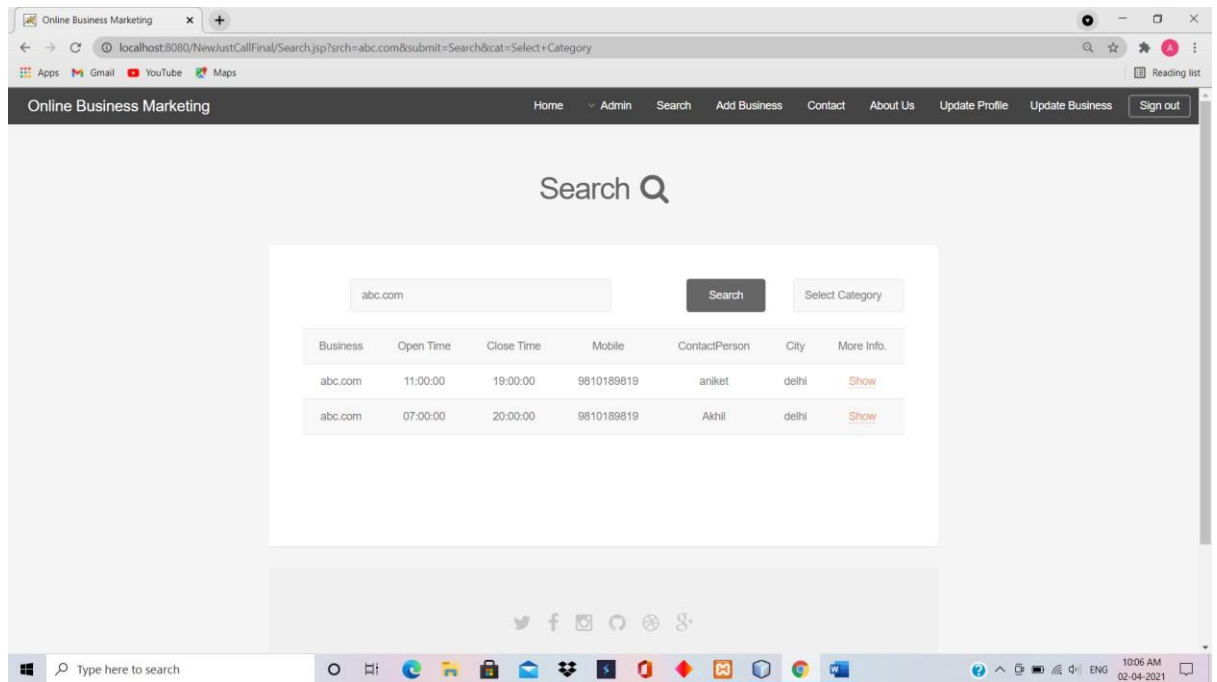 Online Business Marketing
localhost:8080/NewJustCallFinal/Search.jsp?srch=abc.com&submit=Search&cat=Select+Category
A
Apps Gmail YouTube Maps Reading list
Online Business Marketing Home Admin Search Add Business Contact About Us Update Profile Update Business Sign out
Search
abc.com Search Select Category
Business Open Time Close Time Mobile ContactPerson City More Info.
abc.com 11:00:00 19:00:00 9810189819 aniket delhi Show
abc.com 07:00:00 20:00:00 9810189819 Akhil delhi Show
Type here to search ENG 10:06 AM
02-04-2021